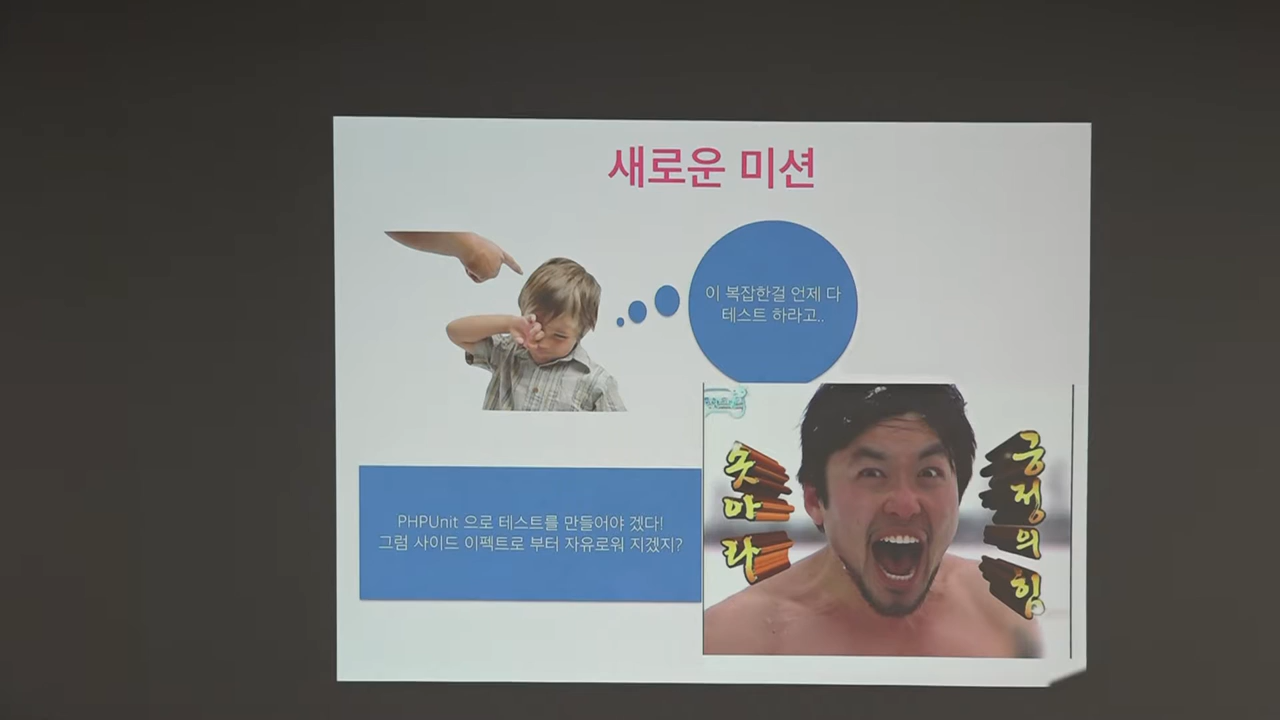 새로운 미션
이 복잡한걸 언제 다
테스트 하라고..
PHPUnit 으로 테스트를 만들어야 겠다!
그럼 사이드 이펙트로 부터 자유로워 지겠지?
솟아라
긍정의 힘